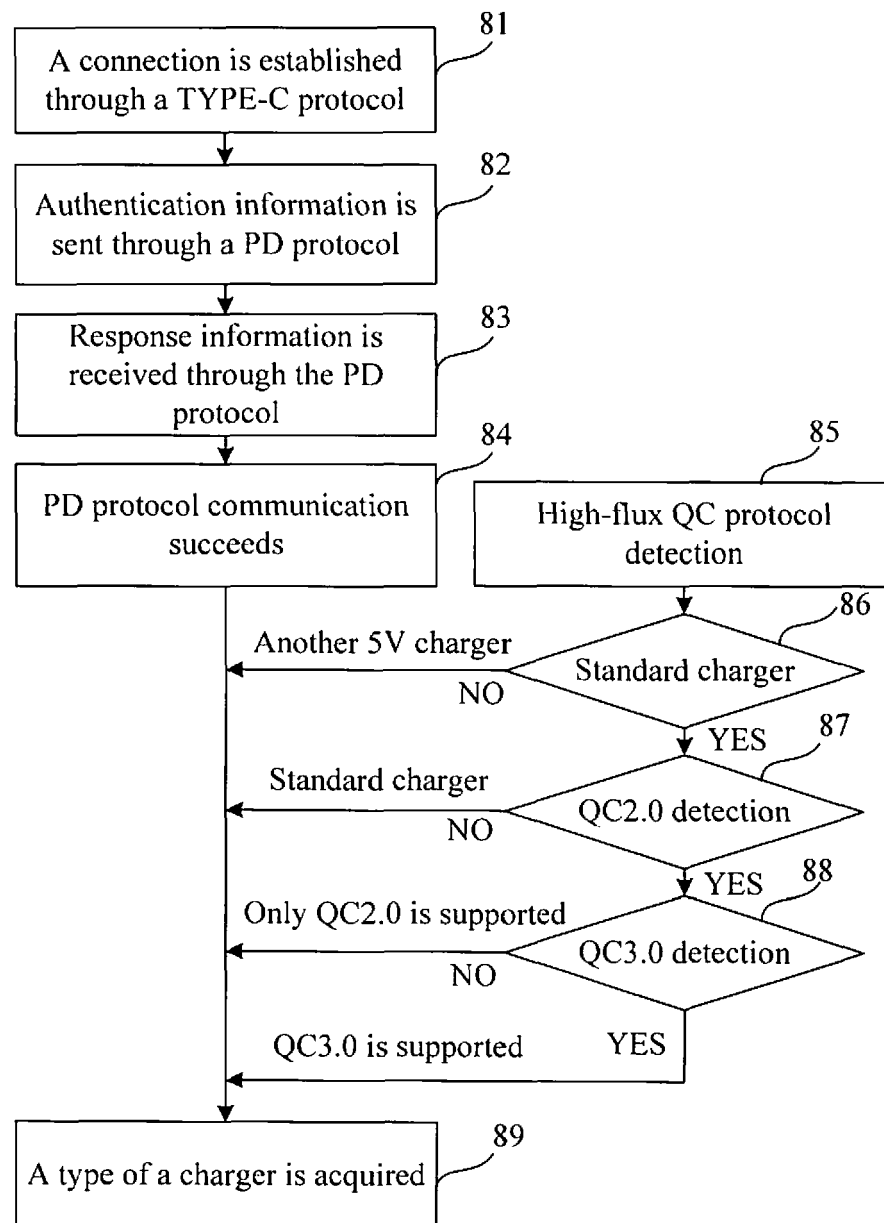 81
A connection is established
through a TYPE-C protocol
82
Authentication information is
sent through a PD protocol
83
Response information is
received through the PD
protocol
84
PD protocol communication
succeeds
85
High-flux QC protocol
detection
86
Another 5V charger
Standard charger
NO
YES
87
Standard charger
QC2.0 detection
NO
YES
88
Only QC2.0 is supported
QC3.0 detection
NO
QC3.0 is supported
YES
89
A type of a charger is acquired